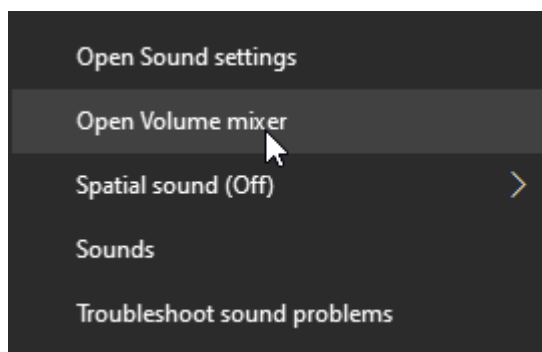 Open Sound settings
Open Volume mixer
Spatial sound (Off)
Sounds
Troubleshoot sound problems